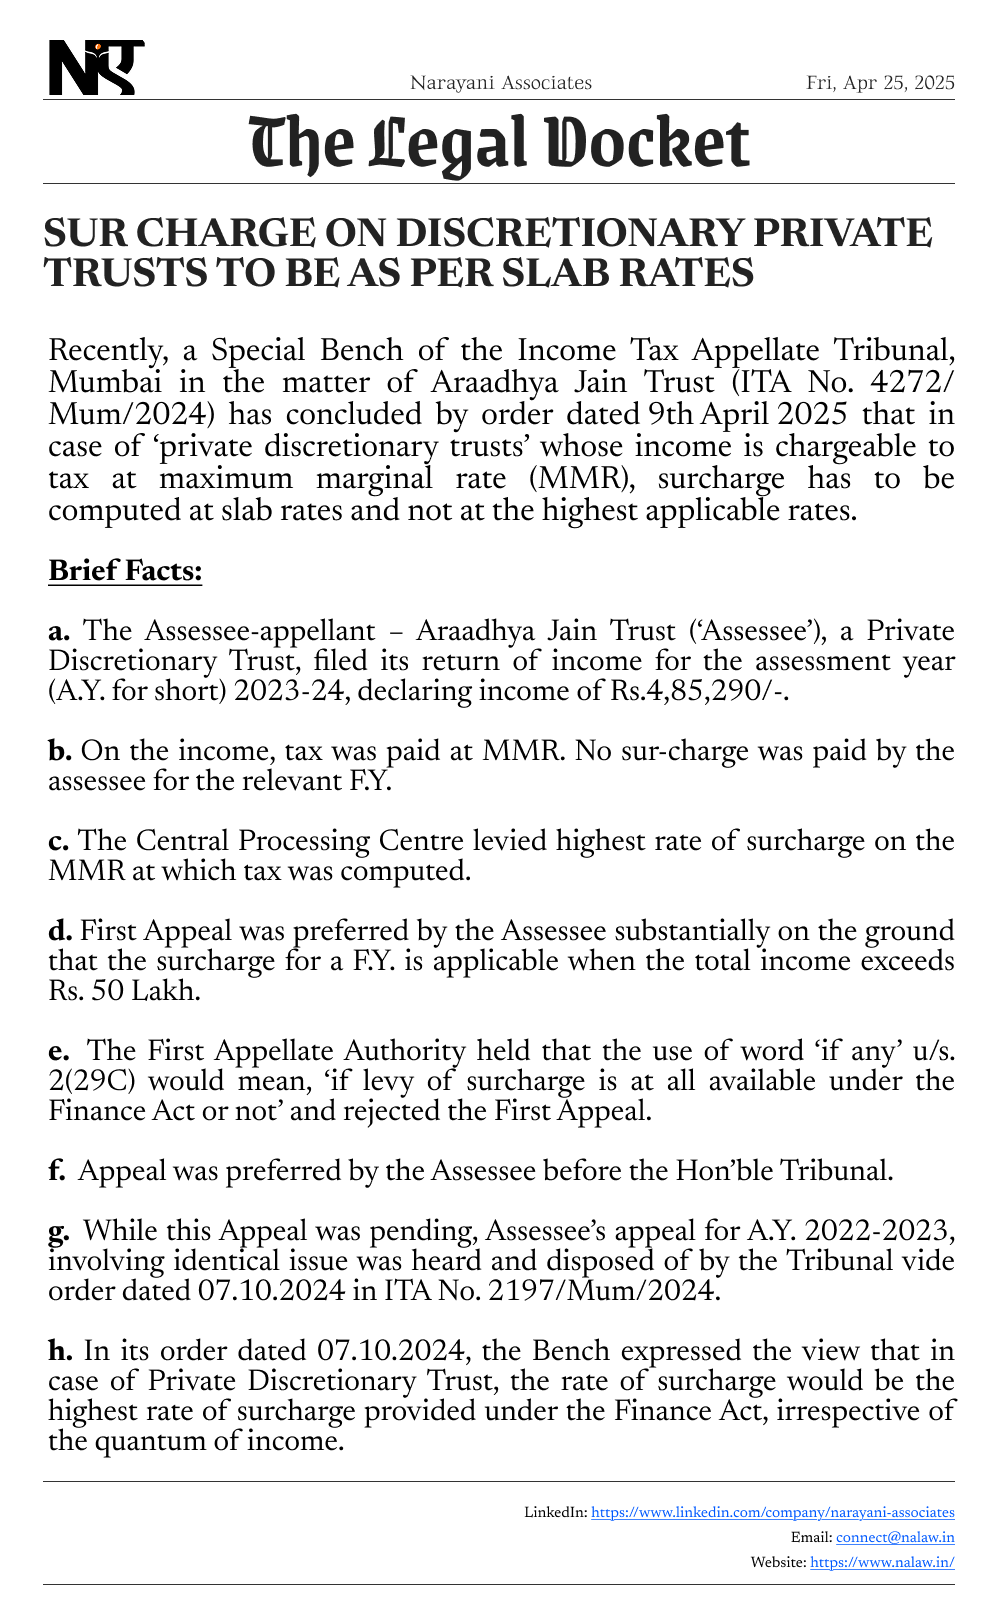 Narayani Associates
Fri, Apr 25, 2025
The Legal Docket
SUR CHARGE ON DISCRETIONARY PRIVATE
TRUSTS TO BE AS PER SLAB RATES
Recently, a Special Bench of the Income Tax Appellate Tribunal,
Mumbai in the matter of Araadhya Jain Trust (ITA No. 4272/
Mum/2024) has concluded by order dated 9th April 2025 that in
case of ‘private discretionary trusts’ whose income is chargeable to
tax at maximum marginal rate (MMR), surcharge has to be
computed at slab rates and not at the highest applicable rates.
Brief Facts:
a. The Assessee-appellant – Araadhya Jain Trust (‘Assessee’), a Private
Discretionary Trust, filed its return of income for the assessment year
(A.Y. for short) 2023-24, declaring income of Rs.4,85,290/-.
b. On the income, tax was paid at MMR. No sur-charge was paid by the
assessee for the relevant F.Y.
c. The Central Processing Centre levied highest rate of surcharge on the
MMR at which tax was computed.
d. First Appeal was preferred by the Assessee substantially on the ground
that the surcharge for a F.Y. is applicable when the total income exceeds
Rs. 50 Lakh.
e. The First Appellate Authority held that the use of word ‘if any’ u/s.
2(29C) would mean, ‘if levy of surcharge is at all available under the
Finance Act or not’ and rejected the First Appeal.
f. Appeal was preferred by the Assessee before the Hon’ble Tribunal.
g. While this Appeal was pending, Assessee’s appeal for A.Y. 2022-2023,
involving identical issue was heard and disposed of by the Tribunal vide
order dated 07.10.2024 in ITA No. 2197/Mum/2024.
h. In its order dated 07.10.2024, the Bench expressed the view that in
case of Private Discretionary Trust, the rate of surcharge would be the
highest rate of surcharge provided under the Finance Act, irrespective of
the quantum of income.
LinkedIn: https://www.linkedin.com/company/narayani-associates
Email: connect@nalaw.in
Website: https://www.nalaw.in/